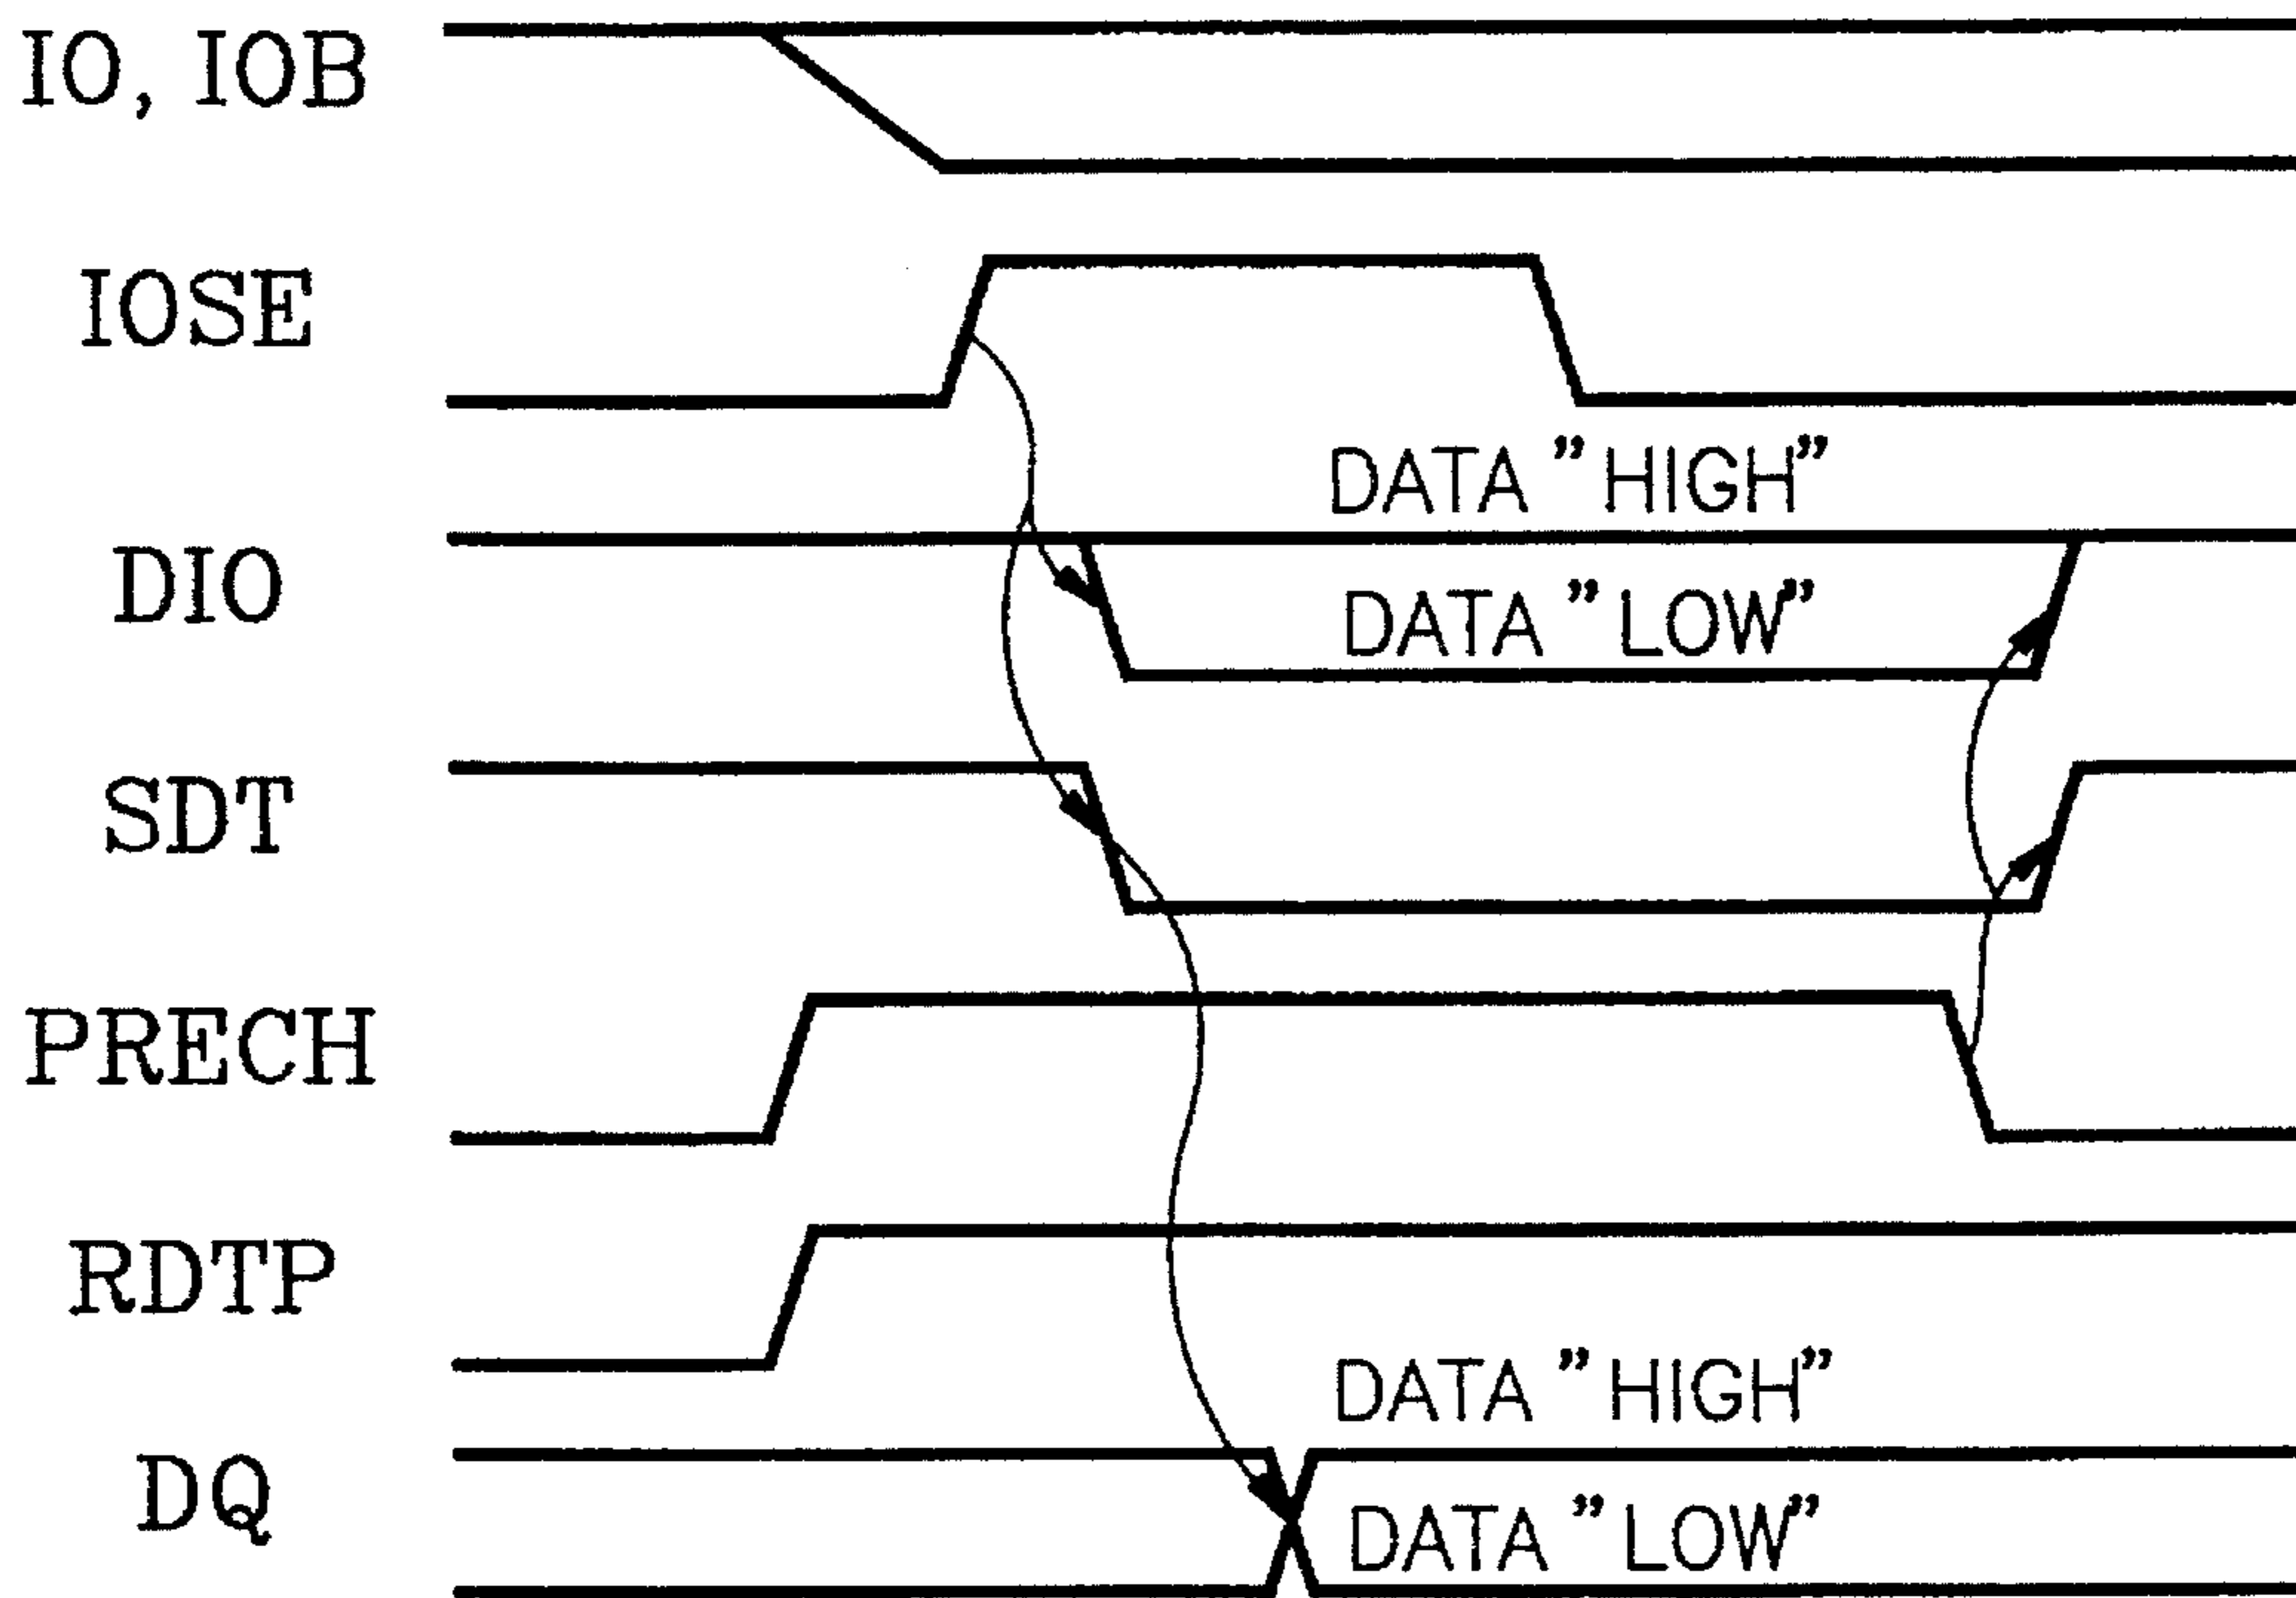 IO, IOB
IOSE
DATA ”HIGH”
DIO
DATA ”LOW”
SDT
PRECH
RDTP
DATA ”HIGH”
DQ
DATA ”LOW”